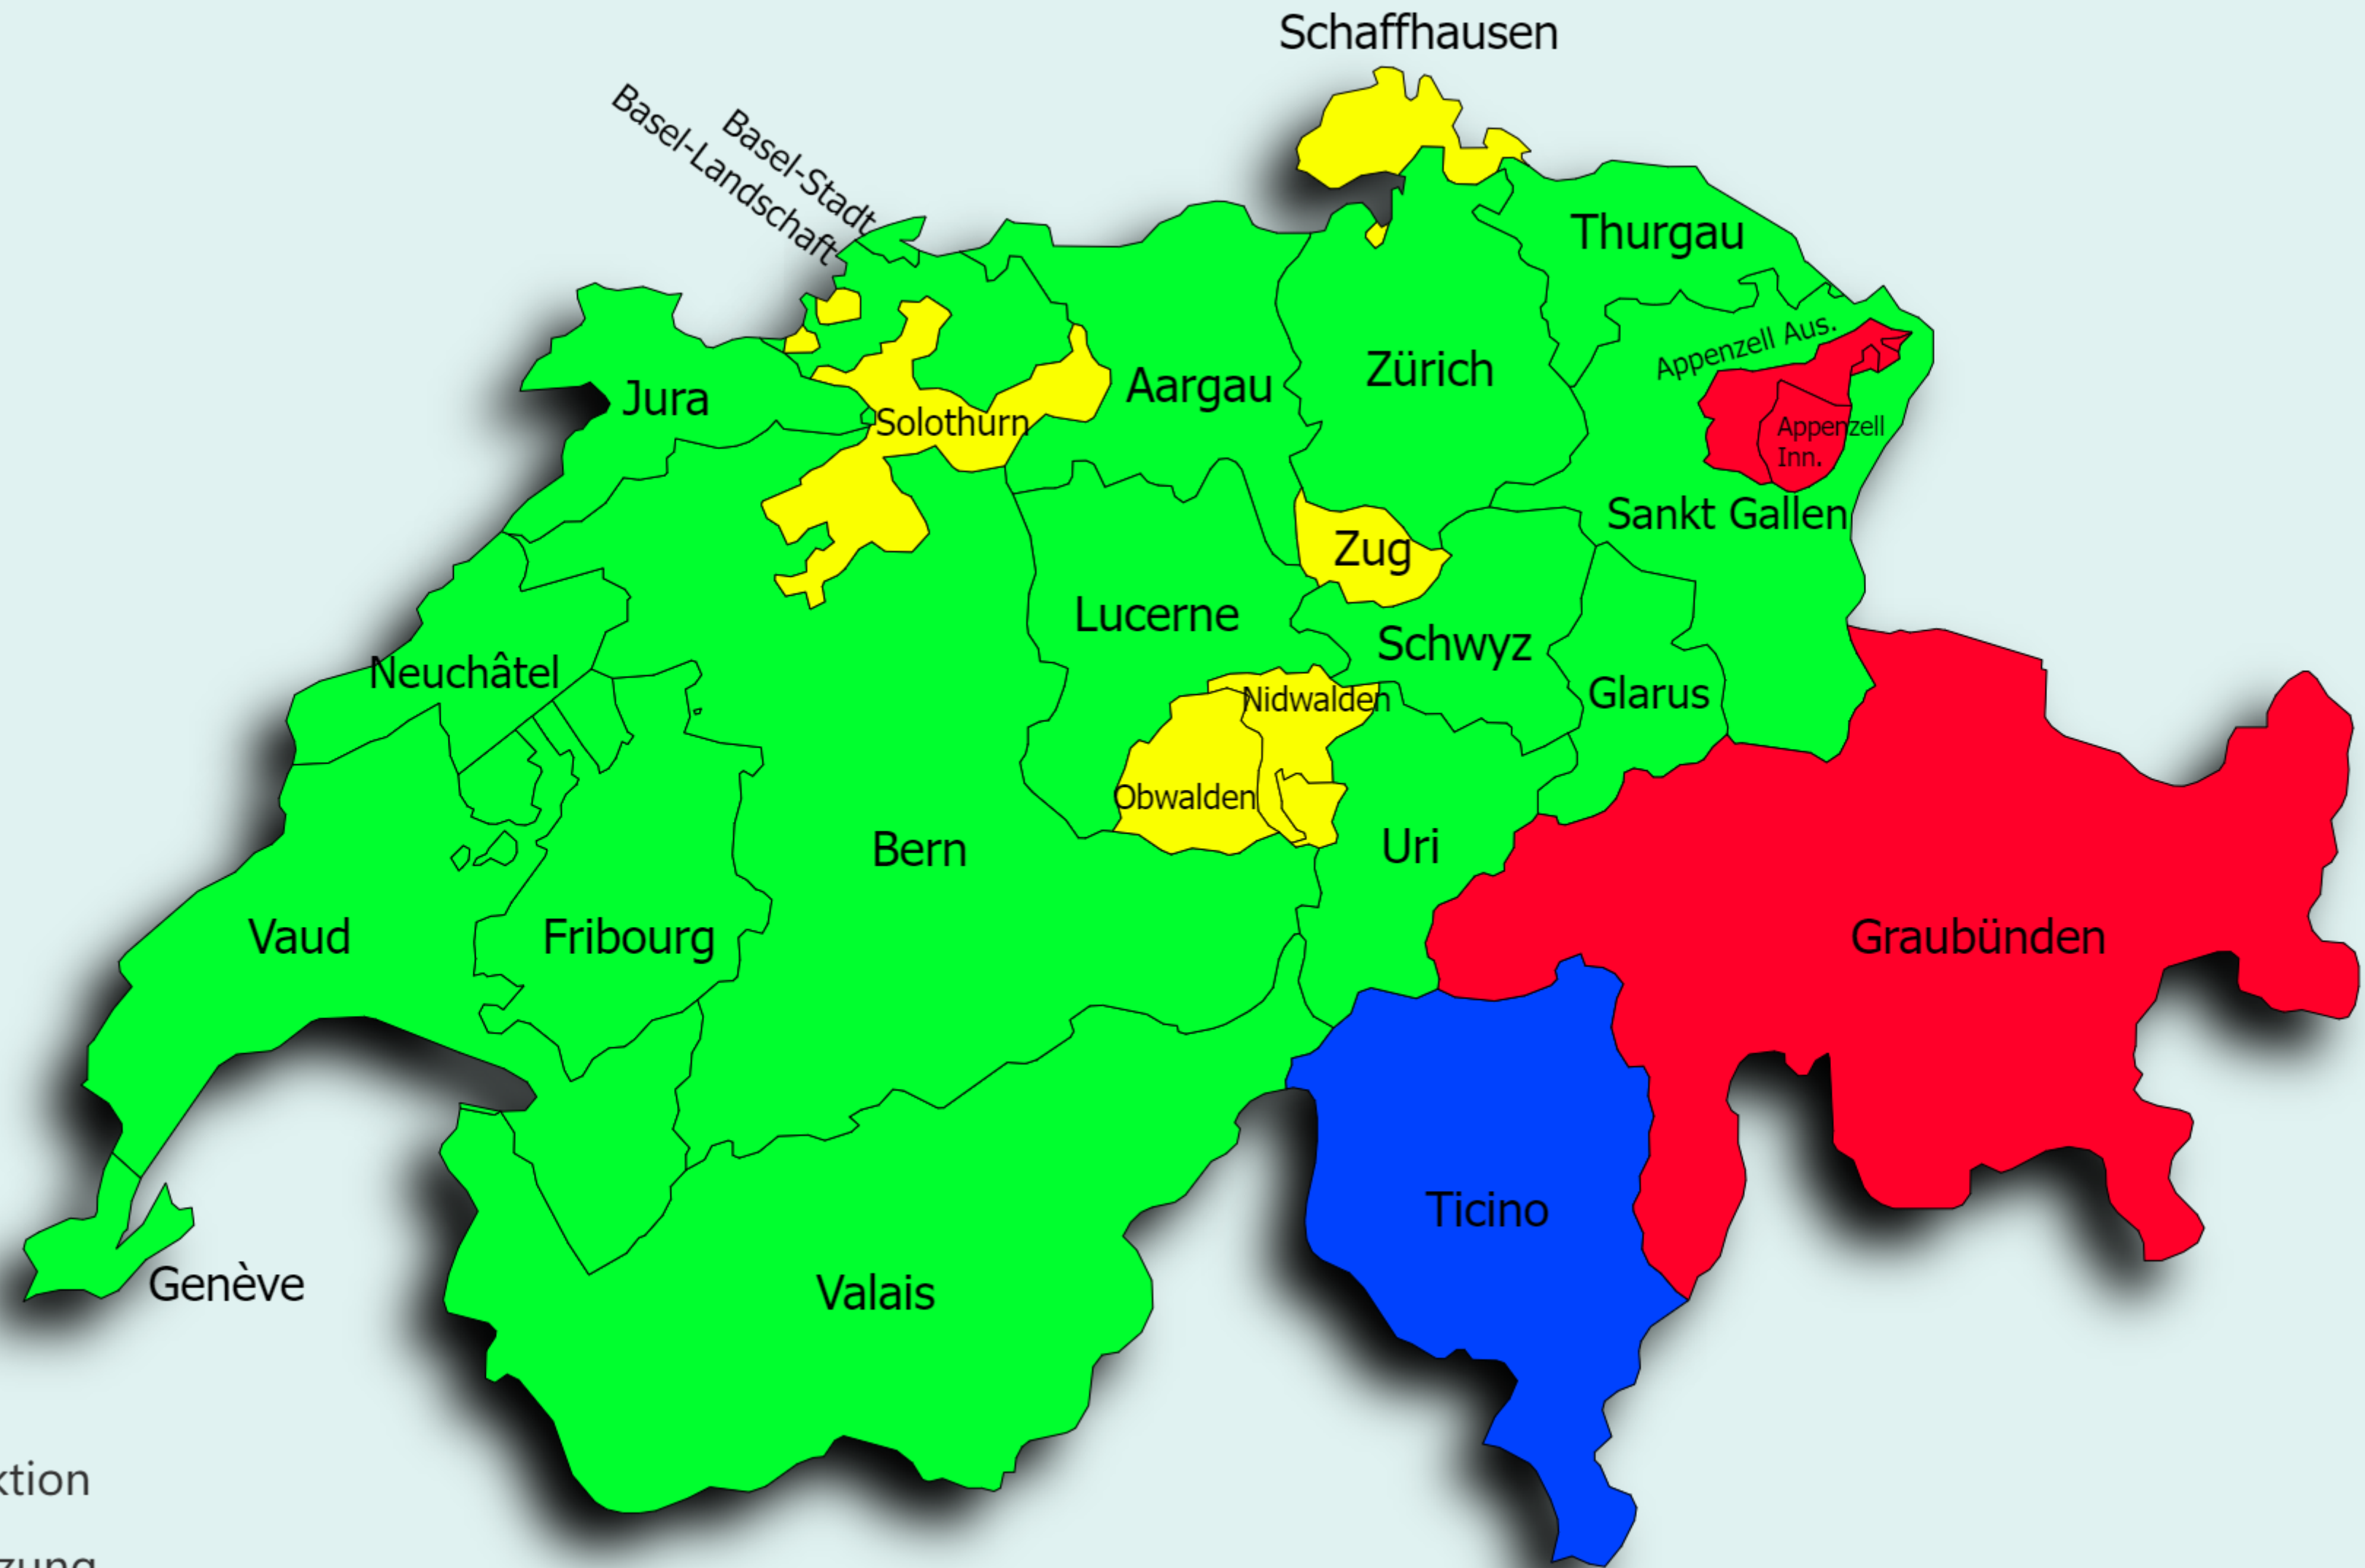 Schaffhausen
Basel-Stadt
Basel-Landschaft
Thurgau
Appenzell Aus.
Zürich
Aargau
Jura
Solothurn
Appenzell
Inn.
Sankt Gallen
Zug
Lucerne
Schwyz
Neuchâtel
Glarus
Nidwalden
Obwalden
Uri
Bern
Vaud
Fribourg
Graubünden
Ticino
Genève
Valais